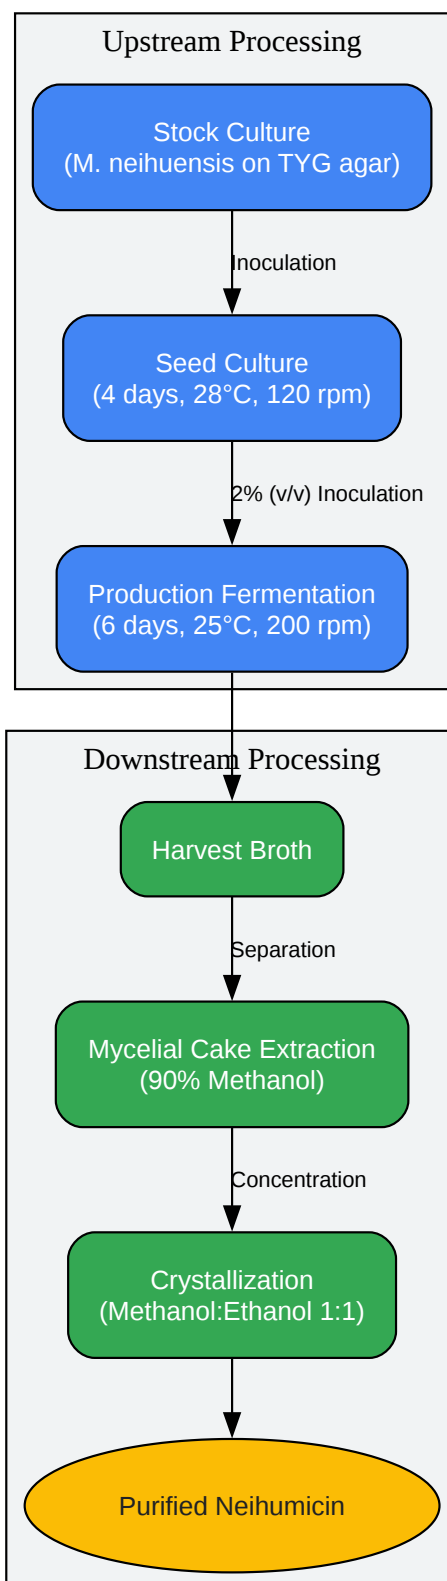 Upstream Processing
Stock Culture
(M. neihuensis on TYG agar)
Inoculation
Seed Culture
(4 days, 28°C, 120 rpm)
2% (v/v) Inoculation
Production Fermentation
(6 days, 25°C, 200 rpm)
Downstream Processing
Harvest Broth
Separation
Mycelial Cake Extraction
(90% Methanol)
Concentration
Crystallization
(Methanol:Ethanol 1:1)
Purified Neihumicin